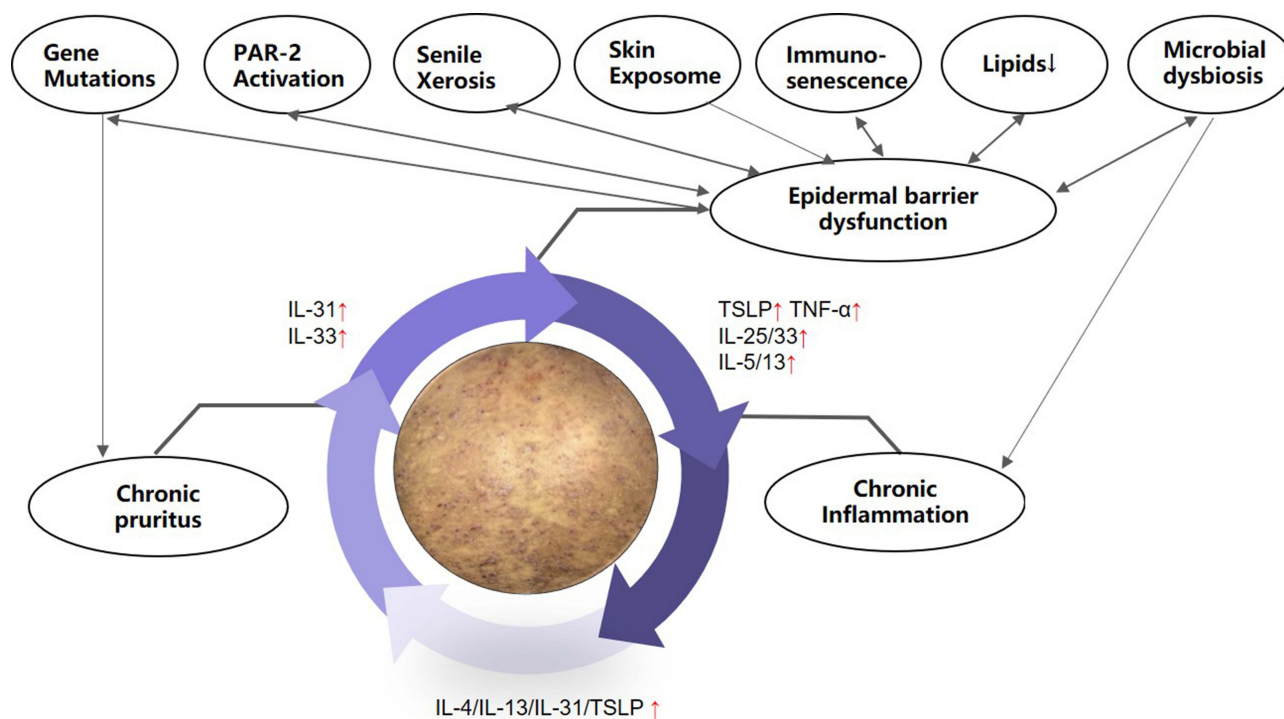 Gene
Mutations
PAR-2
Activation
Senile
Xerosis
Skin
Exposome
Immuno-
senescence
Lipids↓
Microbial
dysbiosis
Epidermal barrier
dysfunction
IL-31↑
IL-33↑
TSLP↑ TNF-α↑
IL-25/33↑
IL-5/13↑
Chronic
pruritus
Chronic
Inflammation
IL-4/IL-13/IL-31/TSLP ↑